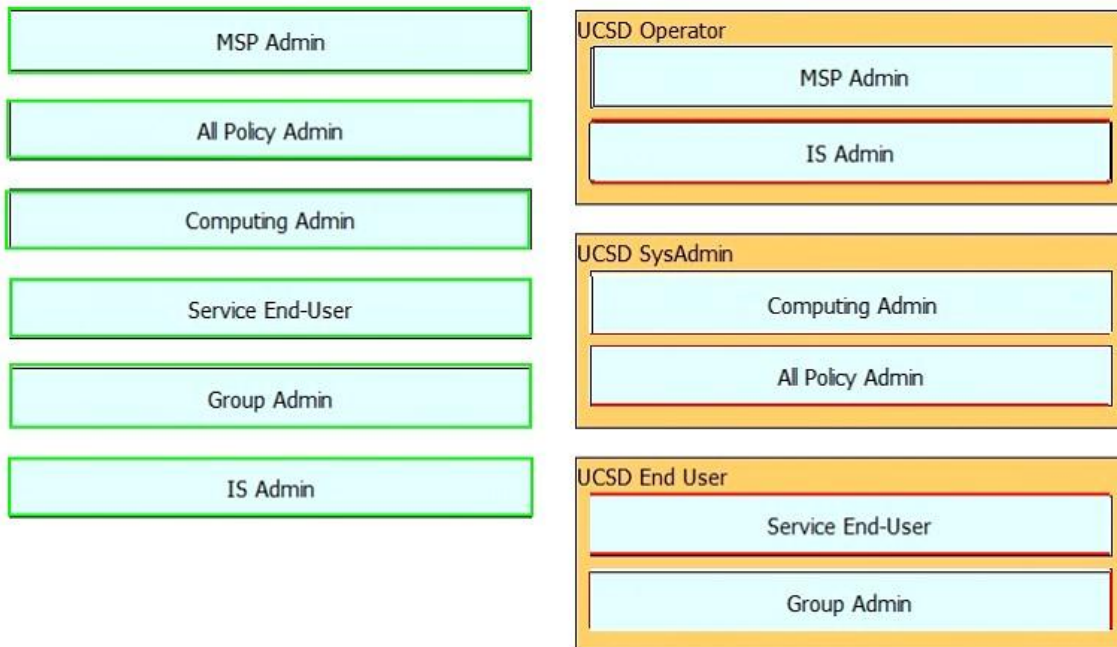 MSP Admin
All Policy Admin
Computing Admin
Service End-User
Group Admin
IS Admin
UCSD Operator
MSP Admin
IS Admin
UCSD SysAdmin
Computing Admin
All Policy Admin
UCSD End User
Service End-User
Group Admin